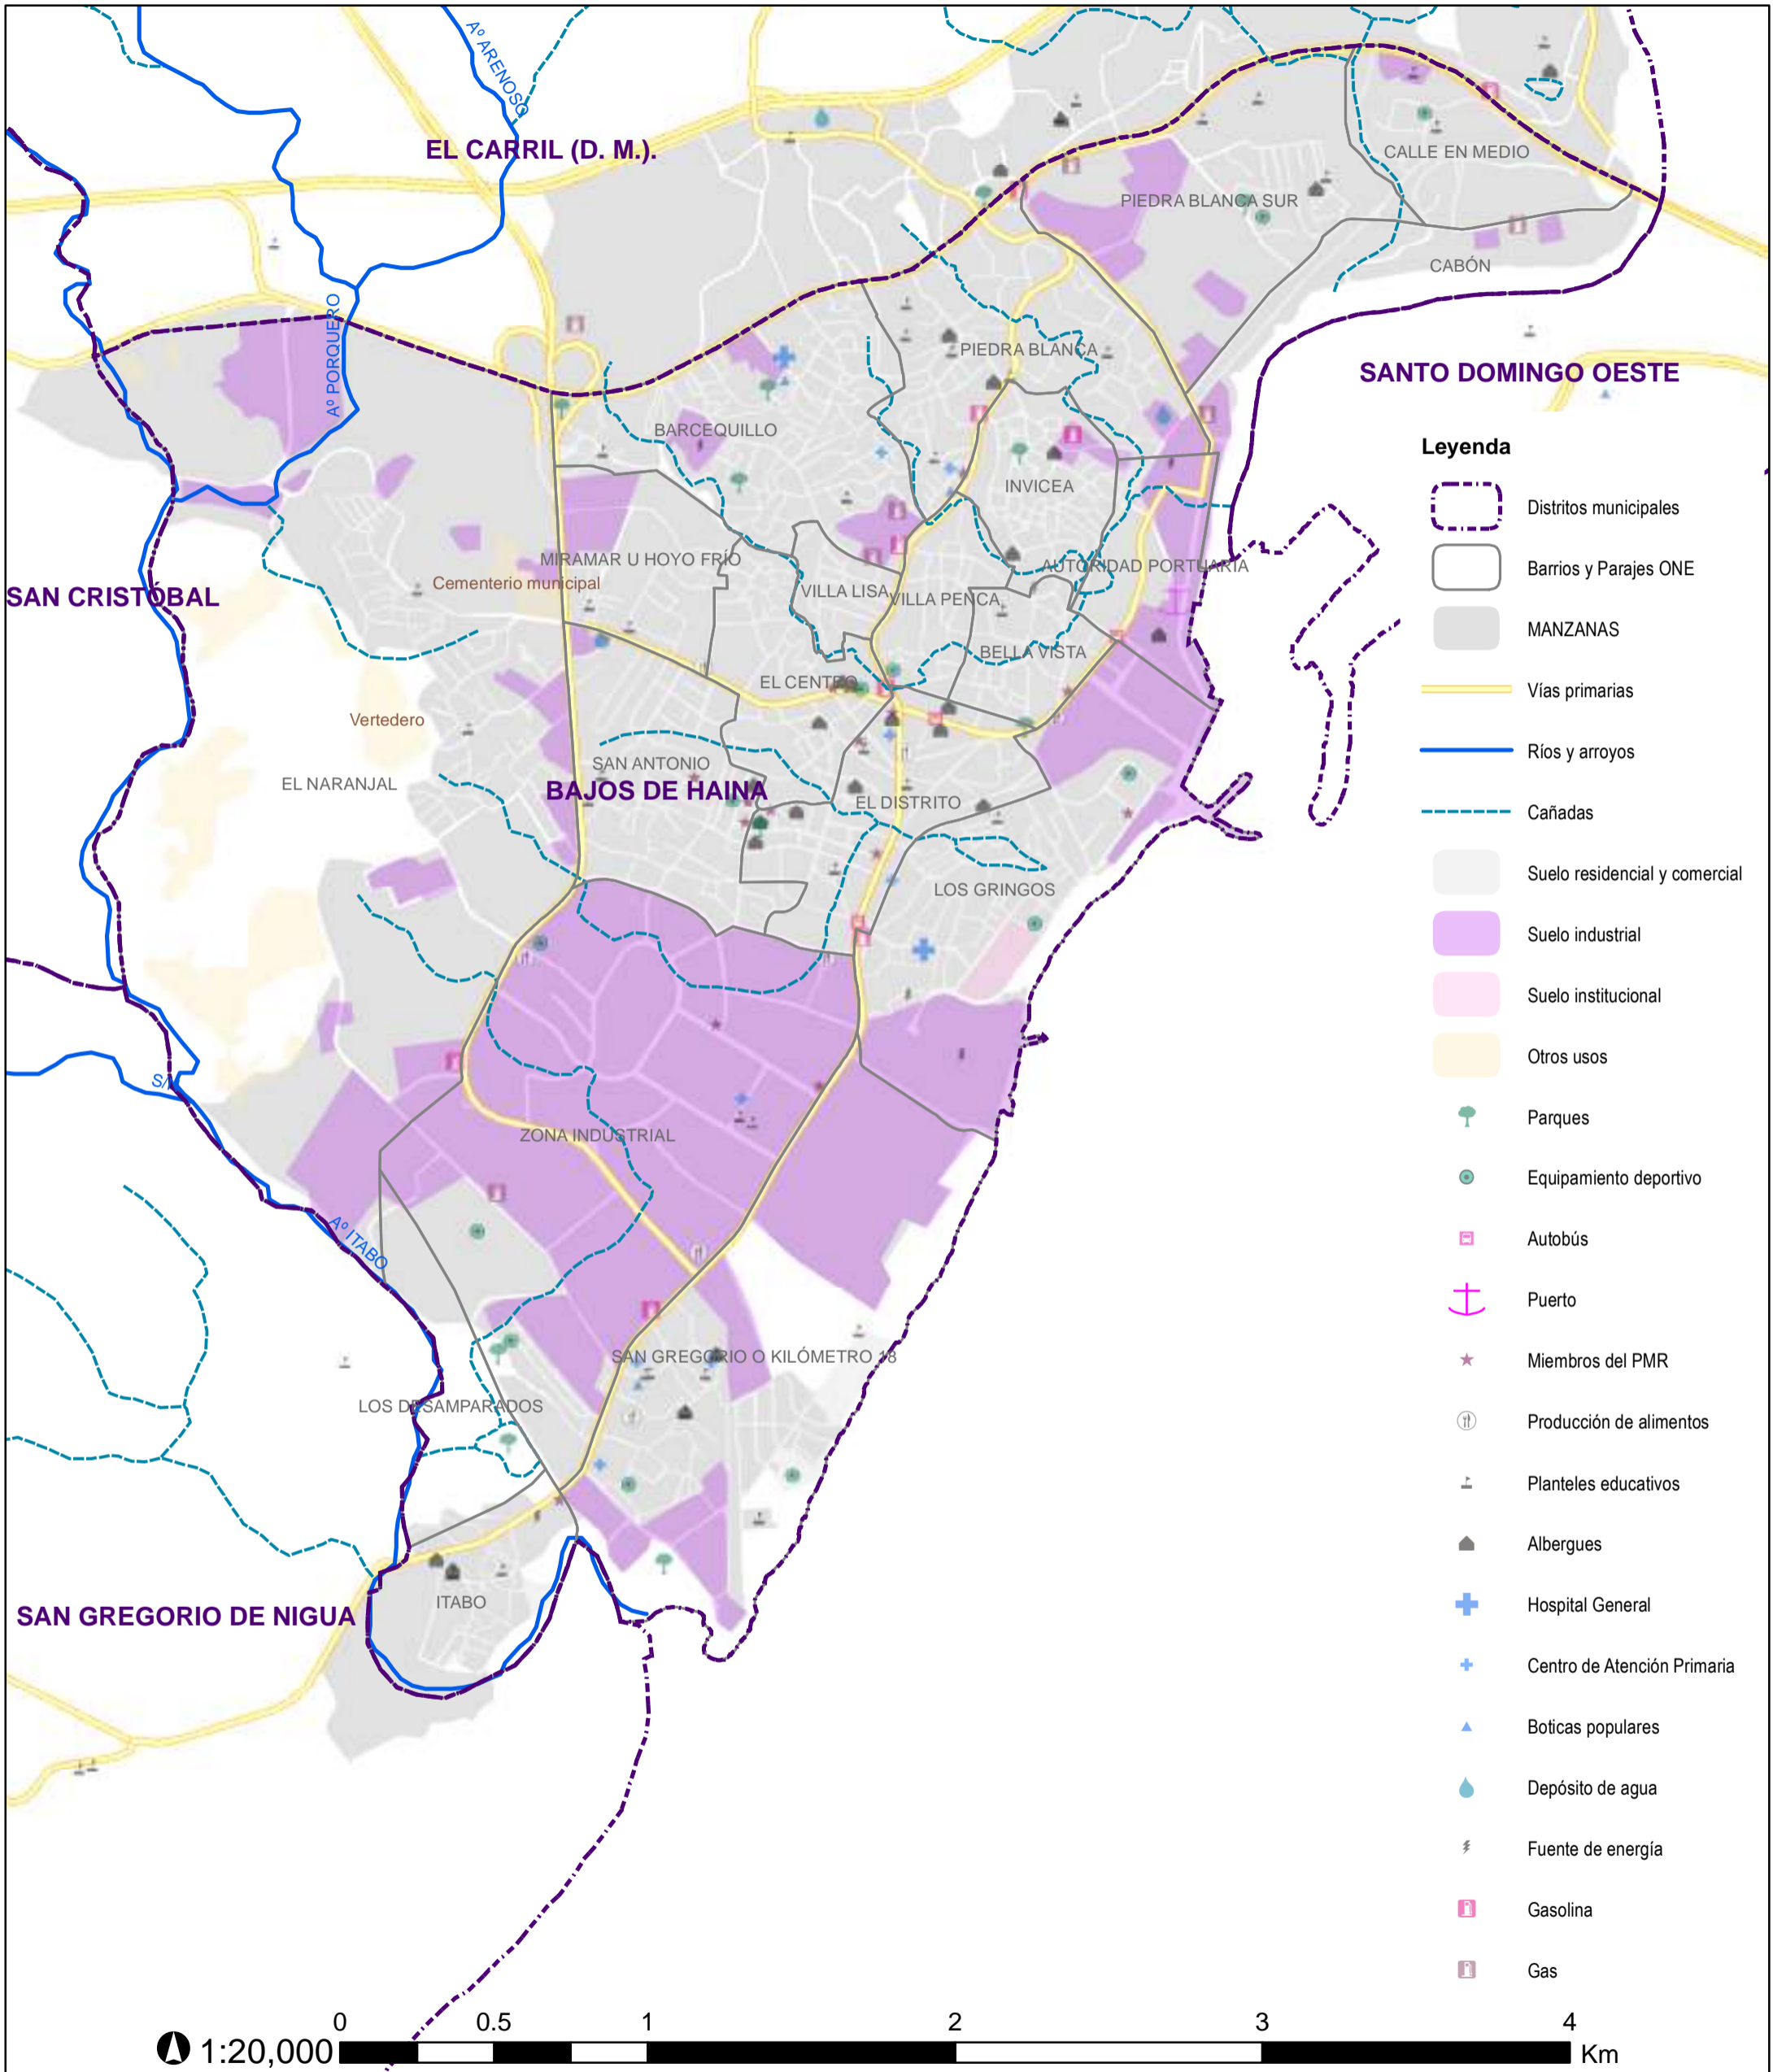 Aº ARENOSO
EL CARRIL (D. M.).
CALLE EN MEDIO
PIEDRA BLANCA SUR
CABÓN
Aº PORQUERO
PIEDRA BLANCA
SANTO DOMINGO OESTE
BARCEQUILLO
INVICEA
MIRAMAR U HOYO FRÍO
AUTORIDAD PORTUARIA
Cementerio municipal
VILLA LISA
VILLA PENCA
SAN CRISTÓBAL
BELLA VISTA
EL CENTRO
Vertedero
SAN ANTONIO
EL NARANJAL
BAJOS DE HAINA
EL DISTRITO
LOS GRINGOS
S/
ZONA INDUSTRIAL
Aº ITABO
SAN GREGORIO O KILÓMETRO 18
LOS DESAMPARADOS
ITABO
SAN GREGORIO DE NIGUA
Leyenda
Distritos municipales
Barrios y Parajes ONE
MANZANAS
Vías primarias
Ríos y arroyos
Cañadas
Suelo residencial y comercial
Suelo industrial
Suelo institucional
Otros usos
Parques
Equipamiento deportivo
Autobús
Puerto
Miembros del PMR
Producción de alimentos
Planteles educativos
Albergues
Hospital General
Centro de Atención Primaria
Boticas populares
Depósito de agua
Fuente de energía
Gasolina
Gas
0 0.5 1 2 3 4
1:20,000 Km